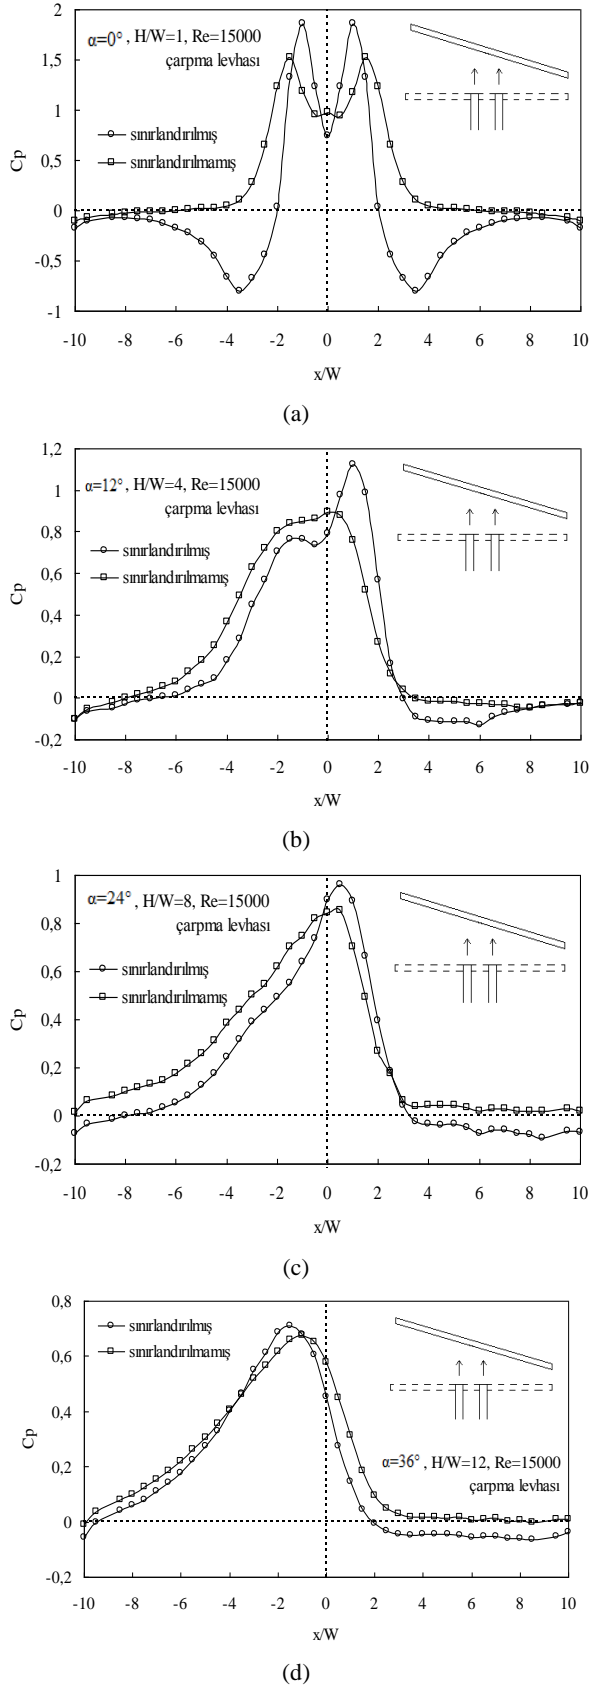 α=0° , H/W=1, Re=15000
çarpma levhası
sınırlandırılmış
sınırlandırılmamış
Cp
2
1,5
1
0,5
0
-0,5
-1
-10 -8 -6 -4 -2 0 2 4 6 8 10
x/W
(a)
α=12° , H/W=4, Re=15000
çarpma levhası
sınırlandırılmış
sınırlandırılmamış
Cp
1,2
1
0,8
0,6
0,4
0,2
0
-0,2
-10 -8 -6 -4 -2 0 2 4 6 8 10
x/W
(b)
α=24° , H/W=8, Re=15000
çarpma levhası
sınırlandırılmış
sınırlandırılmamış
Cp
1
0,8
0,6
0,4
0,2
0
-0,2
-10 -8 -6 -4 -2 0 2 4 6 8 10
x/W
(c)
sınırlandırılmış
sınırlandırılmamış
α=36° , H/W=12, Re=15000
çarpma levhası
Cp
0,8
0,6
0,4
0,2
0
-0,2
-10 -8 -6 -4 -2 0 2 4 6 8 10
x/W
(d)